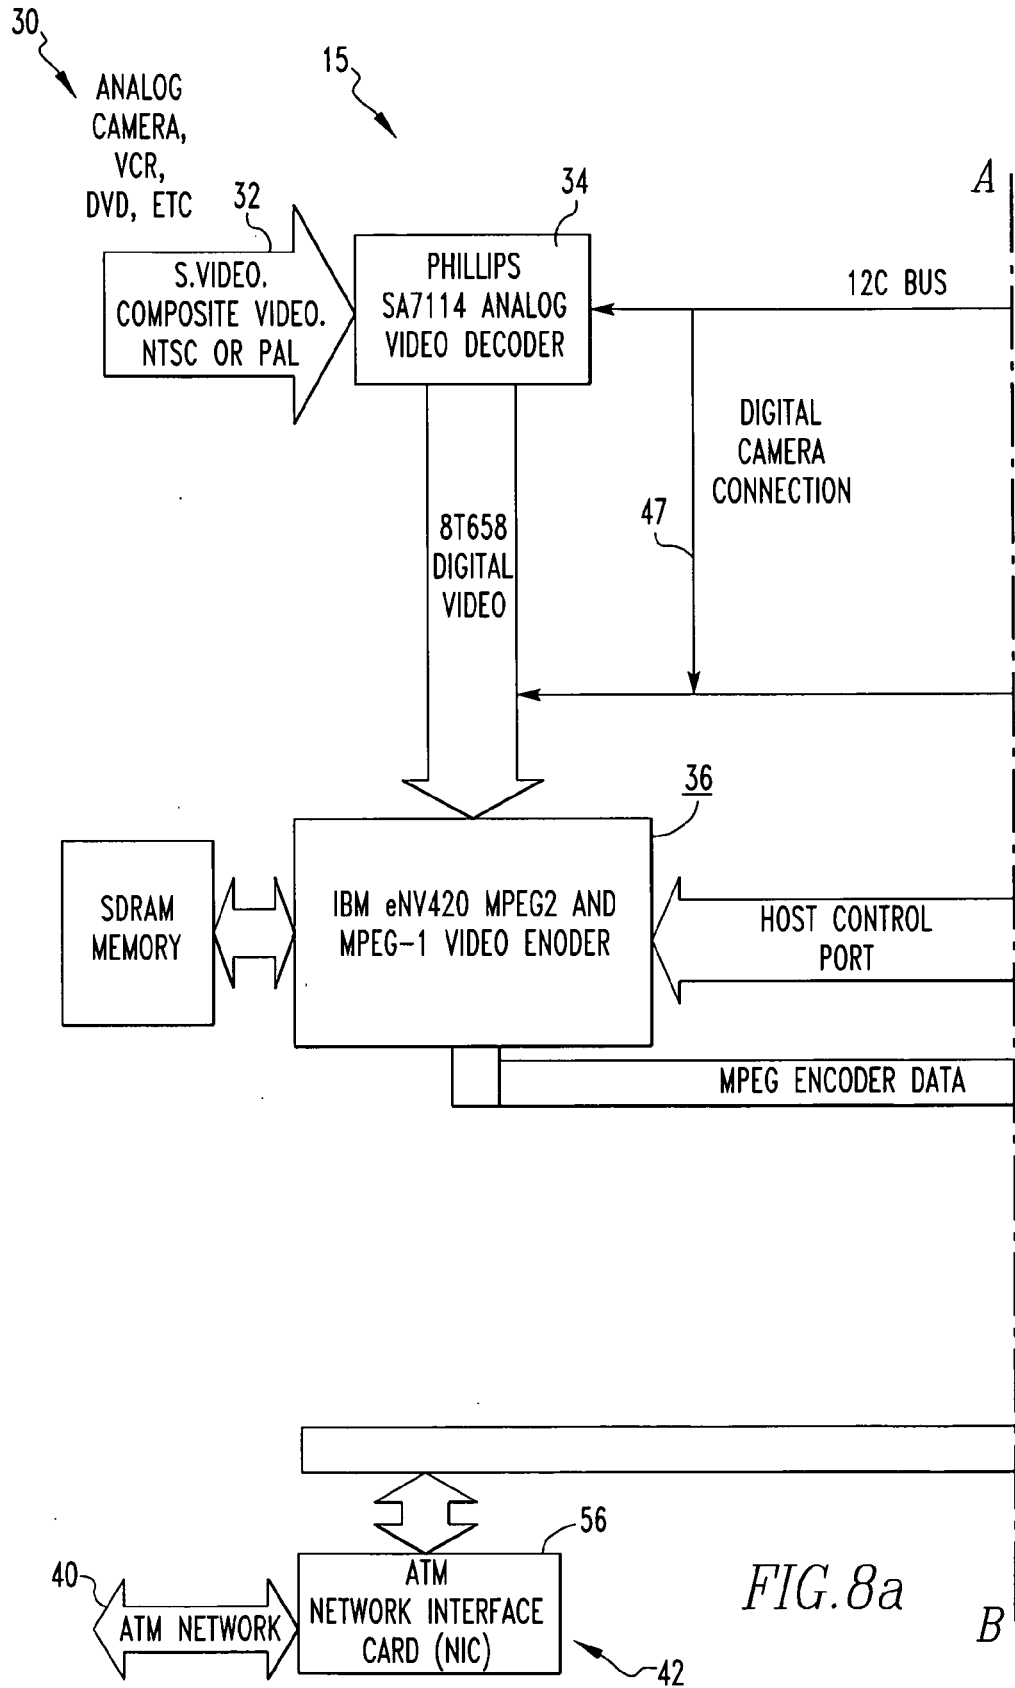 30
ANALOG
CAMERA,
VCR,
DVD, ETC
15
32
S.VIDEO.
COMPOSITE VIDEO.
NTSC OR PAL
34
PHILLIPS
SA7114 ANALOG
VIDEO DECODER
A
12C BUS
DIGITAL
CAMERA
CONNECTION
47
8T658
DIGITAL
VIDEO
36
SDRAM
MEMORY
IBM eNV420 MPEG2 AND
MPEG-1 VIDEO ENODER
HOST CONTROL
PORT
MPEG ENCODER DATA
56
40
ATM NETWORK
ATM
NETWORK INTERFACE
CARD (NIC)
42
FIG.8a
B